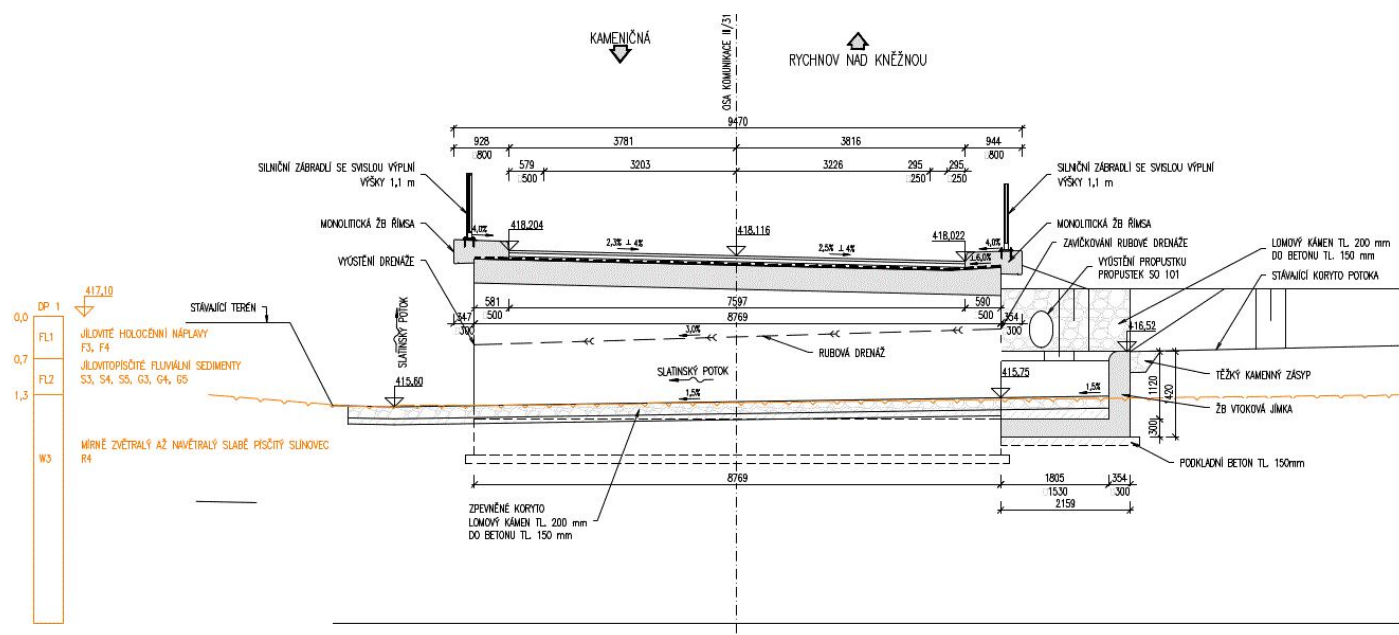 KAMENIČNÁ
RYCHNOV NAD KNĚŽNOU
OSA KOMUNIKACE II/31
9470
928
3781
3816
944
□800
□800
579
3203
3226
295
295
□500
□250
□250
SILNIČNÍ ZÁBRADLÍ SE SVISLOU VÝPLNÍ
VÝŠKY 1,1 m
SILNIČNÍ ZÁBRADLÍ SE SVISLOU VÝPLNÍ
VÝŠKY 1,1 m
MONOLITICKÁ ŽB ŘÍMSA
4,0%
418,204
2,3% ⊥ 4%
418,116
2,5% ⊥ 4%
418,022
4,0%
⊥6,0%
MONOLITICKÁ ŽB ŘÍMSA
ZAVÍČKOVÁNÍ RUBOVÉ DRENÁŽE
VYÚSTĚNÍ DRENÁŽE
VYÚSTĚNÍ PROPUSTKU
PROPUSTEK SO 101
LOMOVÝ KÁMEN TL. 200 mm
DO BETONU TL. 150 mm
STÁVAJÍCÍ KORYTO POTOKA
DP 1
417,10
STÁVAJÍCÍ TERÉN
SLATINSKÝ POTOK
581
7597
590
□500
500
347
8769
354
300
□300
3,0%
RUBOVÁ DRENÁŽ
416,52
0,0
FL1
JÍLOVITÉ HOLOCÉNNÍ NÁPLAVY
F3, F4
0,7
FL2
JÍLOVITOPÍSČITÉ FLUVIÁLNÍ SEDIMENTY
S3, S4, S5, G3, G4, G5
1,3
415,60
SLATINSKÝ POTOK
1,5%
415,75
1,5%
1120
300
1420
TĚŽKÝ KAMENNÝ ZÁSYP
ŽB VTOKOVÁ JÍMKA
W3
MÍRNĚ ZVĚTRALÝ AŽ NAVĚTRALÝ SLABĚ PÍSČITÝ SLÍNOVEC
R4
PODKLADNÍ BETON TL. 150mm
8769
1805
354
□1530
□300
2159
ZPEVNĚNÉ KORYTO
LOMOVÝ KÁMEN TL. 200 mm
DO BETONU TL. 150 mm